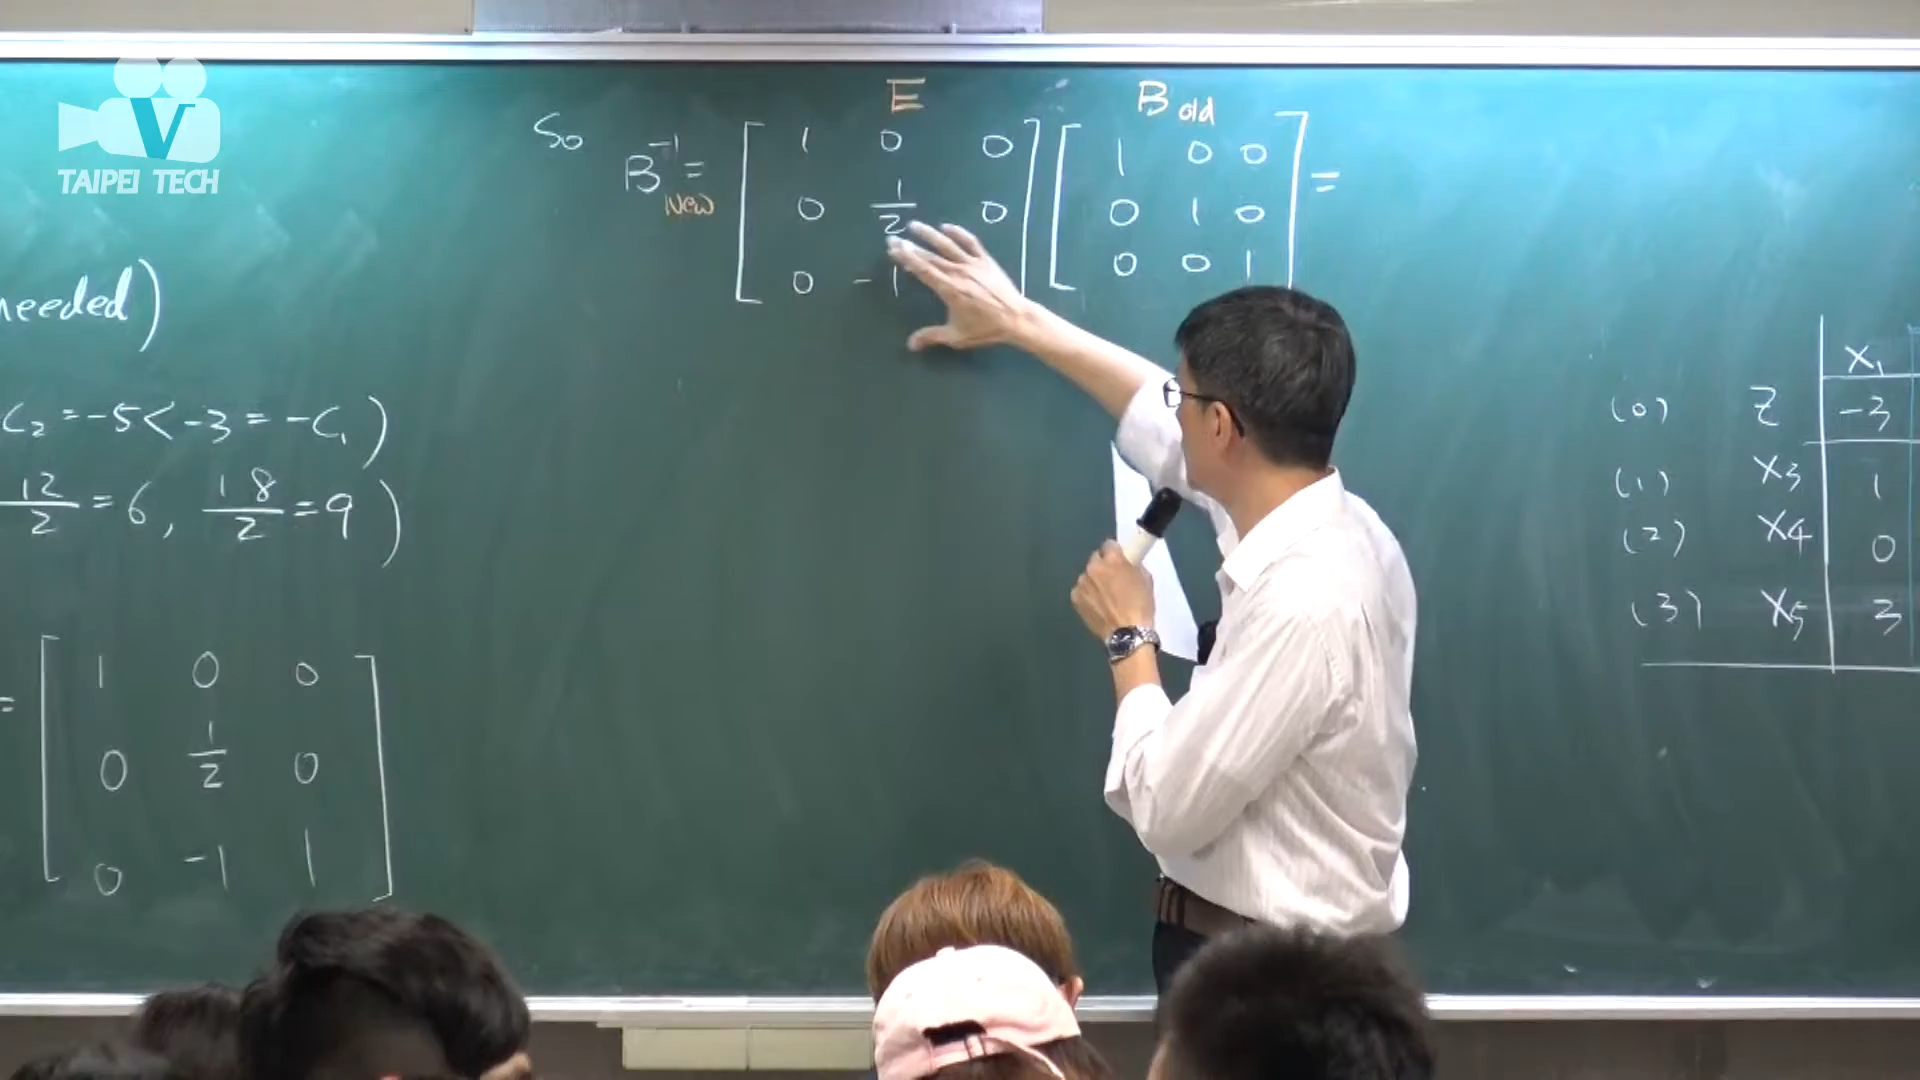 V
TAIPEI TECH
needed)
C₂ = -5 < -3 = -C₁)
12/2 = 6, 18/2 = 9)
=
1 0 0
0 1/2 0
0 -1 1
E B old
So B⁻¹ New = [ 1 0 0 ] [ 1 0 0 ] =
0 1/2 0 0 1 0
0 -1 0 0 1
X₁
(0) Z -3
(1) X₃ 1
(2) X₄ 0
(3) X₅ 3